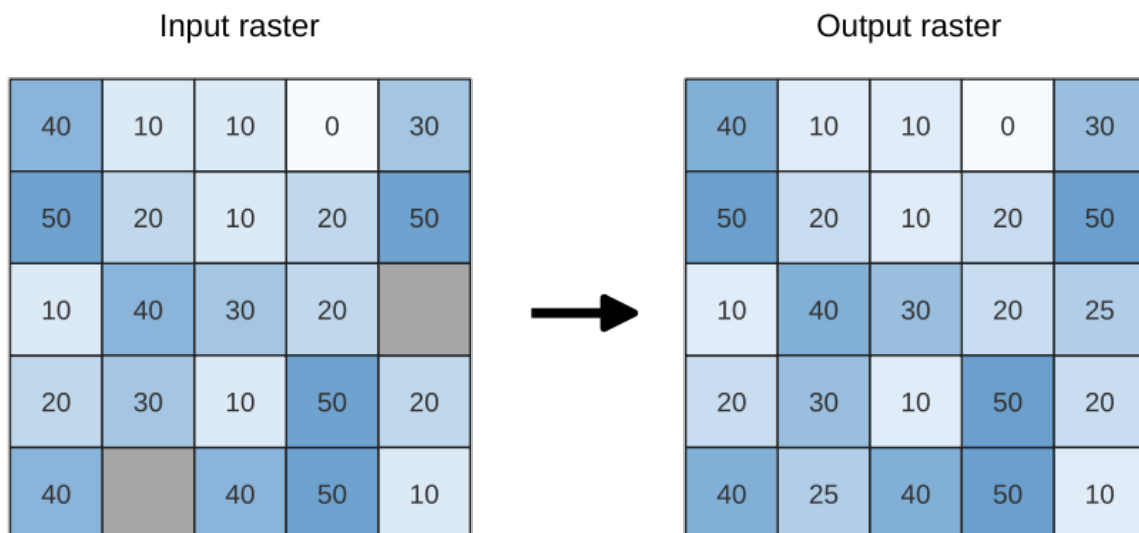 Input raster
Output raster
40 10 10 0 30
50 20 10 20 50
10 40 30 20
20 30 10 50 20
40 40 50 10
40 10 10 0 30
50 20 10 20 50
10 40 30 20 25
20 30 10 50 20
40 25 40 50 10